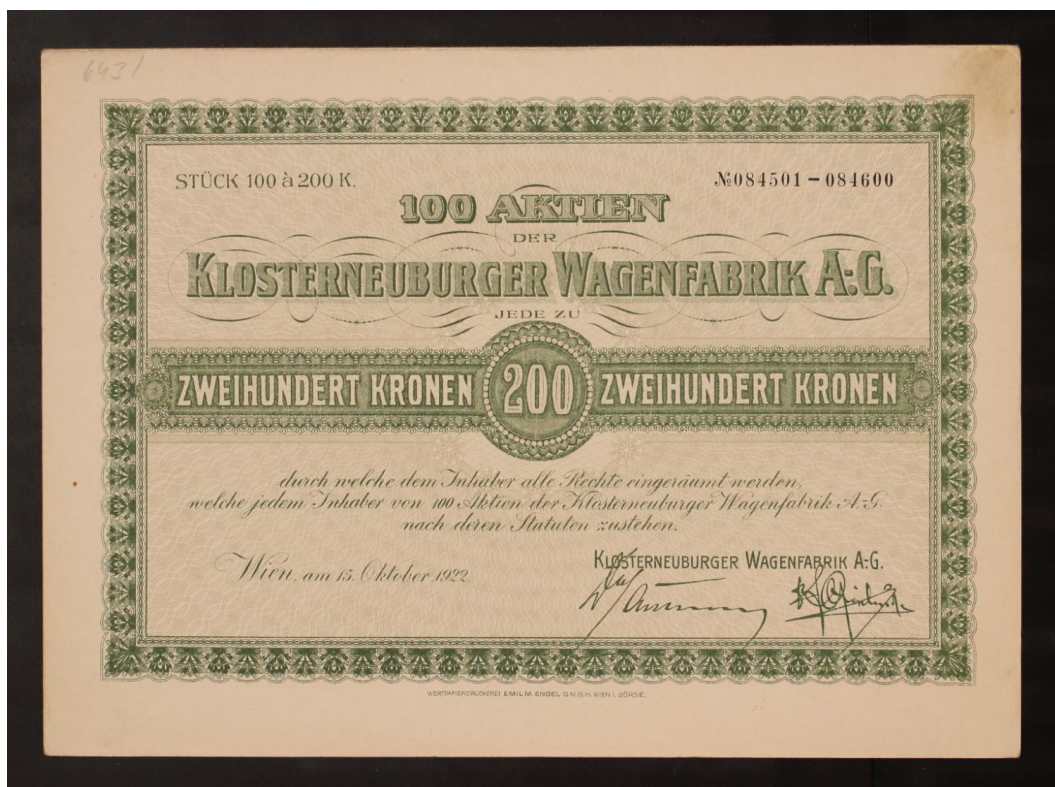 6431
STÜCK 100 à 200 K.
№084501 – 084600
100 AKTIEN
DER
KLOSTERNEUBURGER WAGENFABRIK A.-G.
JEDE ZU
ZWEIHUNDERT KRONEN 200 ZWEIHUNDERT KRONEN
durch welche dem Inhaber alle Rechte eingeräumt werden,
welche jedem Inhaber von 100 Aktien der Klosterneuburger Wagenfabrik A.-G.
nach deren Statuten zustehen.
Wien, am 15. Oktober 1922
KLOSTERNEUBURGER WAGENFABRIK A.-G.
WERTPAPIERDRUCKEREI EMIL M. ENGEL G.M.B.H. WIEN I. BÖRSE.